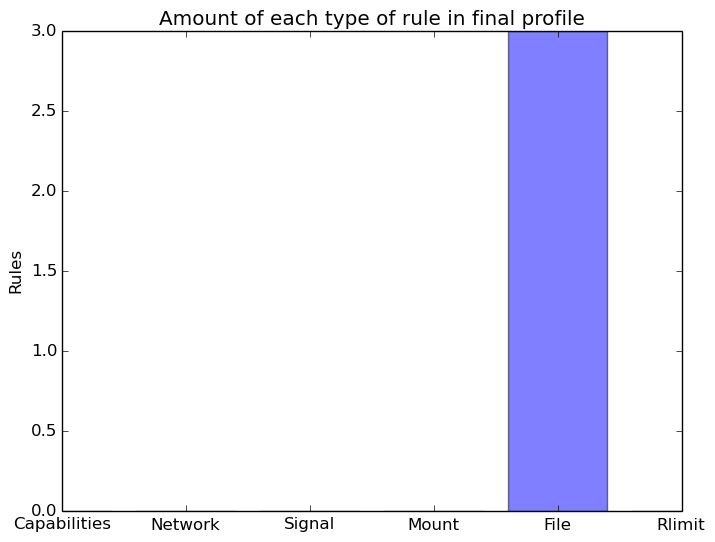 Amount of each type of rule in final profile
3.0
2.5
2.0
1.5
1.0
0.5
0.0
Rules
Capabilities Network Signal Mount File Rlimit